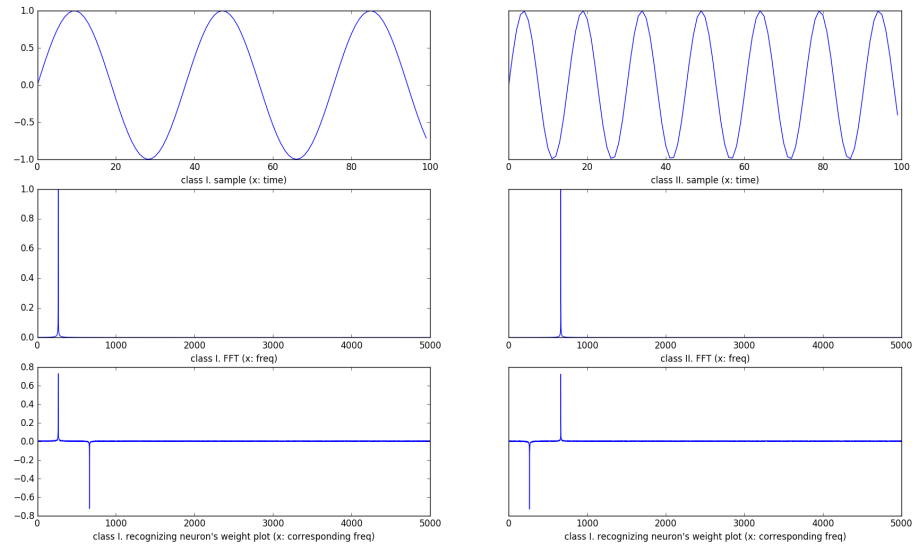 1.0
0.5
0.0
−0.5
−1.0
0 20 40 60 80 100
class I. sample (x: time)
0 20 40 60 80 100
class II. sample (x: time)
1.0
0.8
0.6
0.4
0.2
0.0
0 1000 2000 3000 4000 5000
class I. FFT (x: freq)
0 1000 2000 3000 4000 5000
class II. FFT (x: freq)
0.8
0.6
0.4
0.2
0.0
−0.2
−0.4
−0.6
−0.8
0 1000 2000 3000 4000 5000
class I. recognizing neuron's weight plot (x: corresponding freq)
0 1000 2000 3000 4000 5000
class I. recognizing neuron's weight plot (x: corresponding freq)